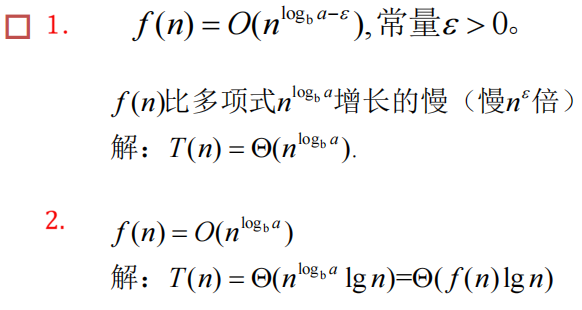 1. f(n) = O(n^{log_b a-ε}),常量ε > 0。
f(n)比多项式n^{log_b a}增长的慢（慢n^ε倍）
解：T(n) = Θ(n^{log_b a}).
2. f(n) = O(n^{log_b a})
解：T(n) = Θ(n^{log_b a} lg n)=Θ(f(n)lg n)